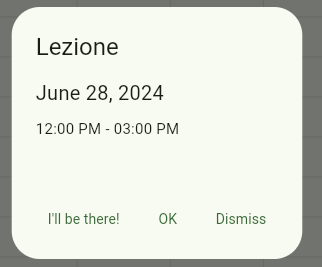 Lezione
June 28, 2024
12:00 PM - 03:00 PM
I'll be there! OK Dismiss